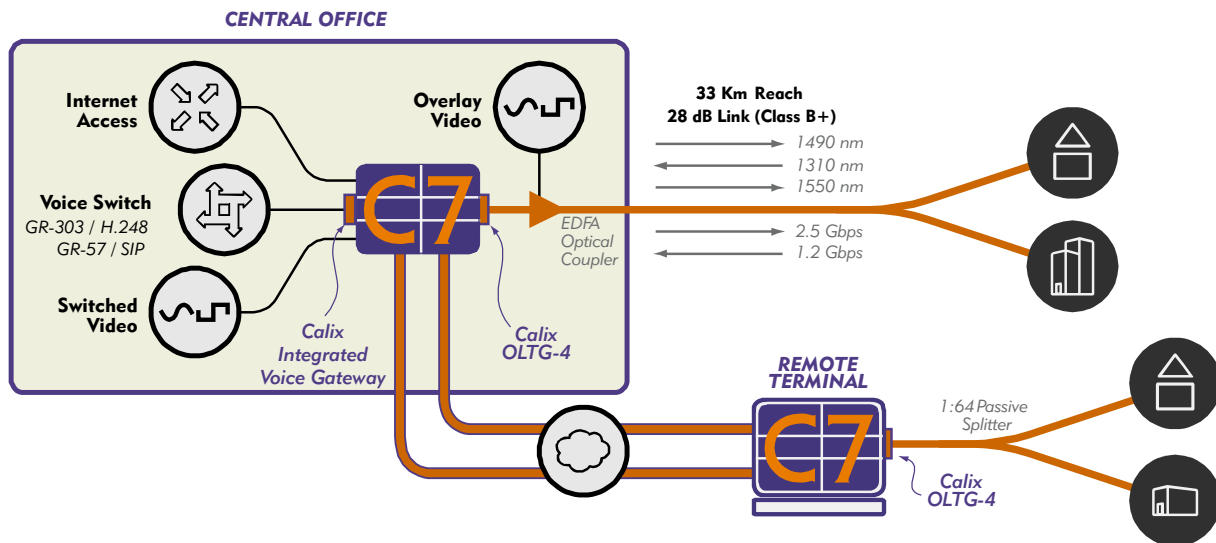 CENTRAL OFFICE
Internet
Access
Overlay
Video
33 Km Reach
28 dB Link (Class B+)
1490 nm
1310 nm
1550 nm
Voice Switch
GR-303 / H.248
GR-57 / SIP
C7
EDFA
Optical
Coupler
2.5 Gbps
1.2 Gbps
Switched
Video
Calix
Integrated
Voice Gateway
Calix
OLTG-4
REMOTE
TERMINAL
C7
1:64 Passive
Splitter
Calix
OLTG-4